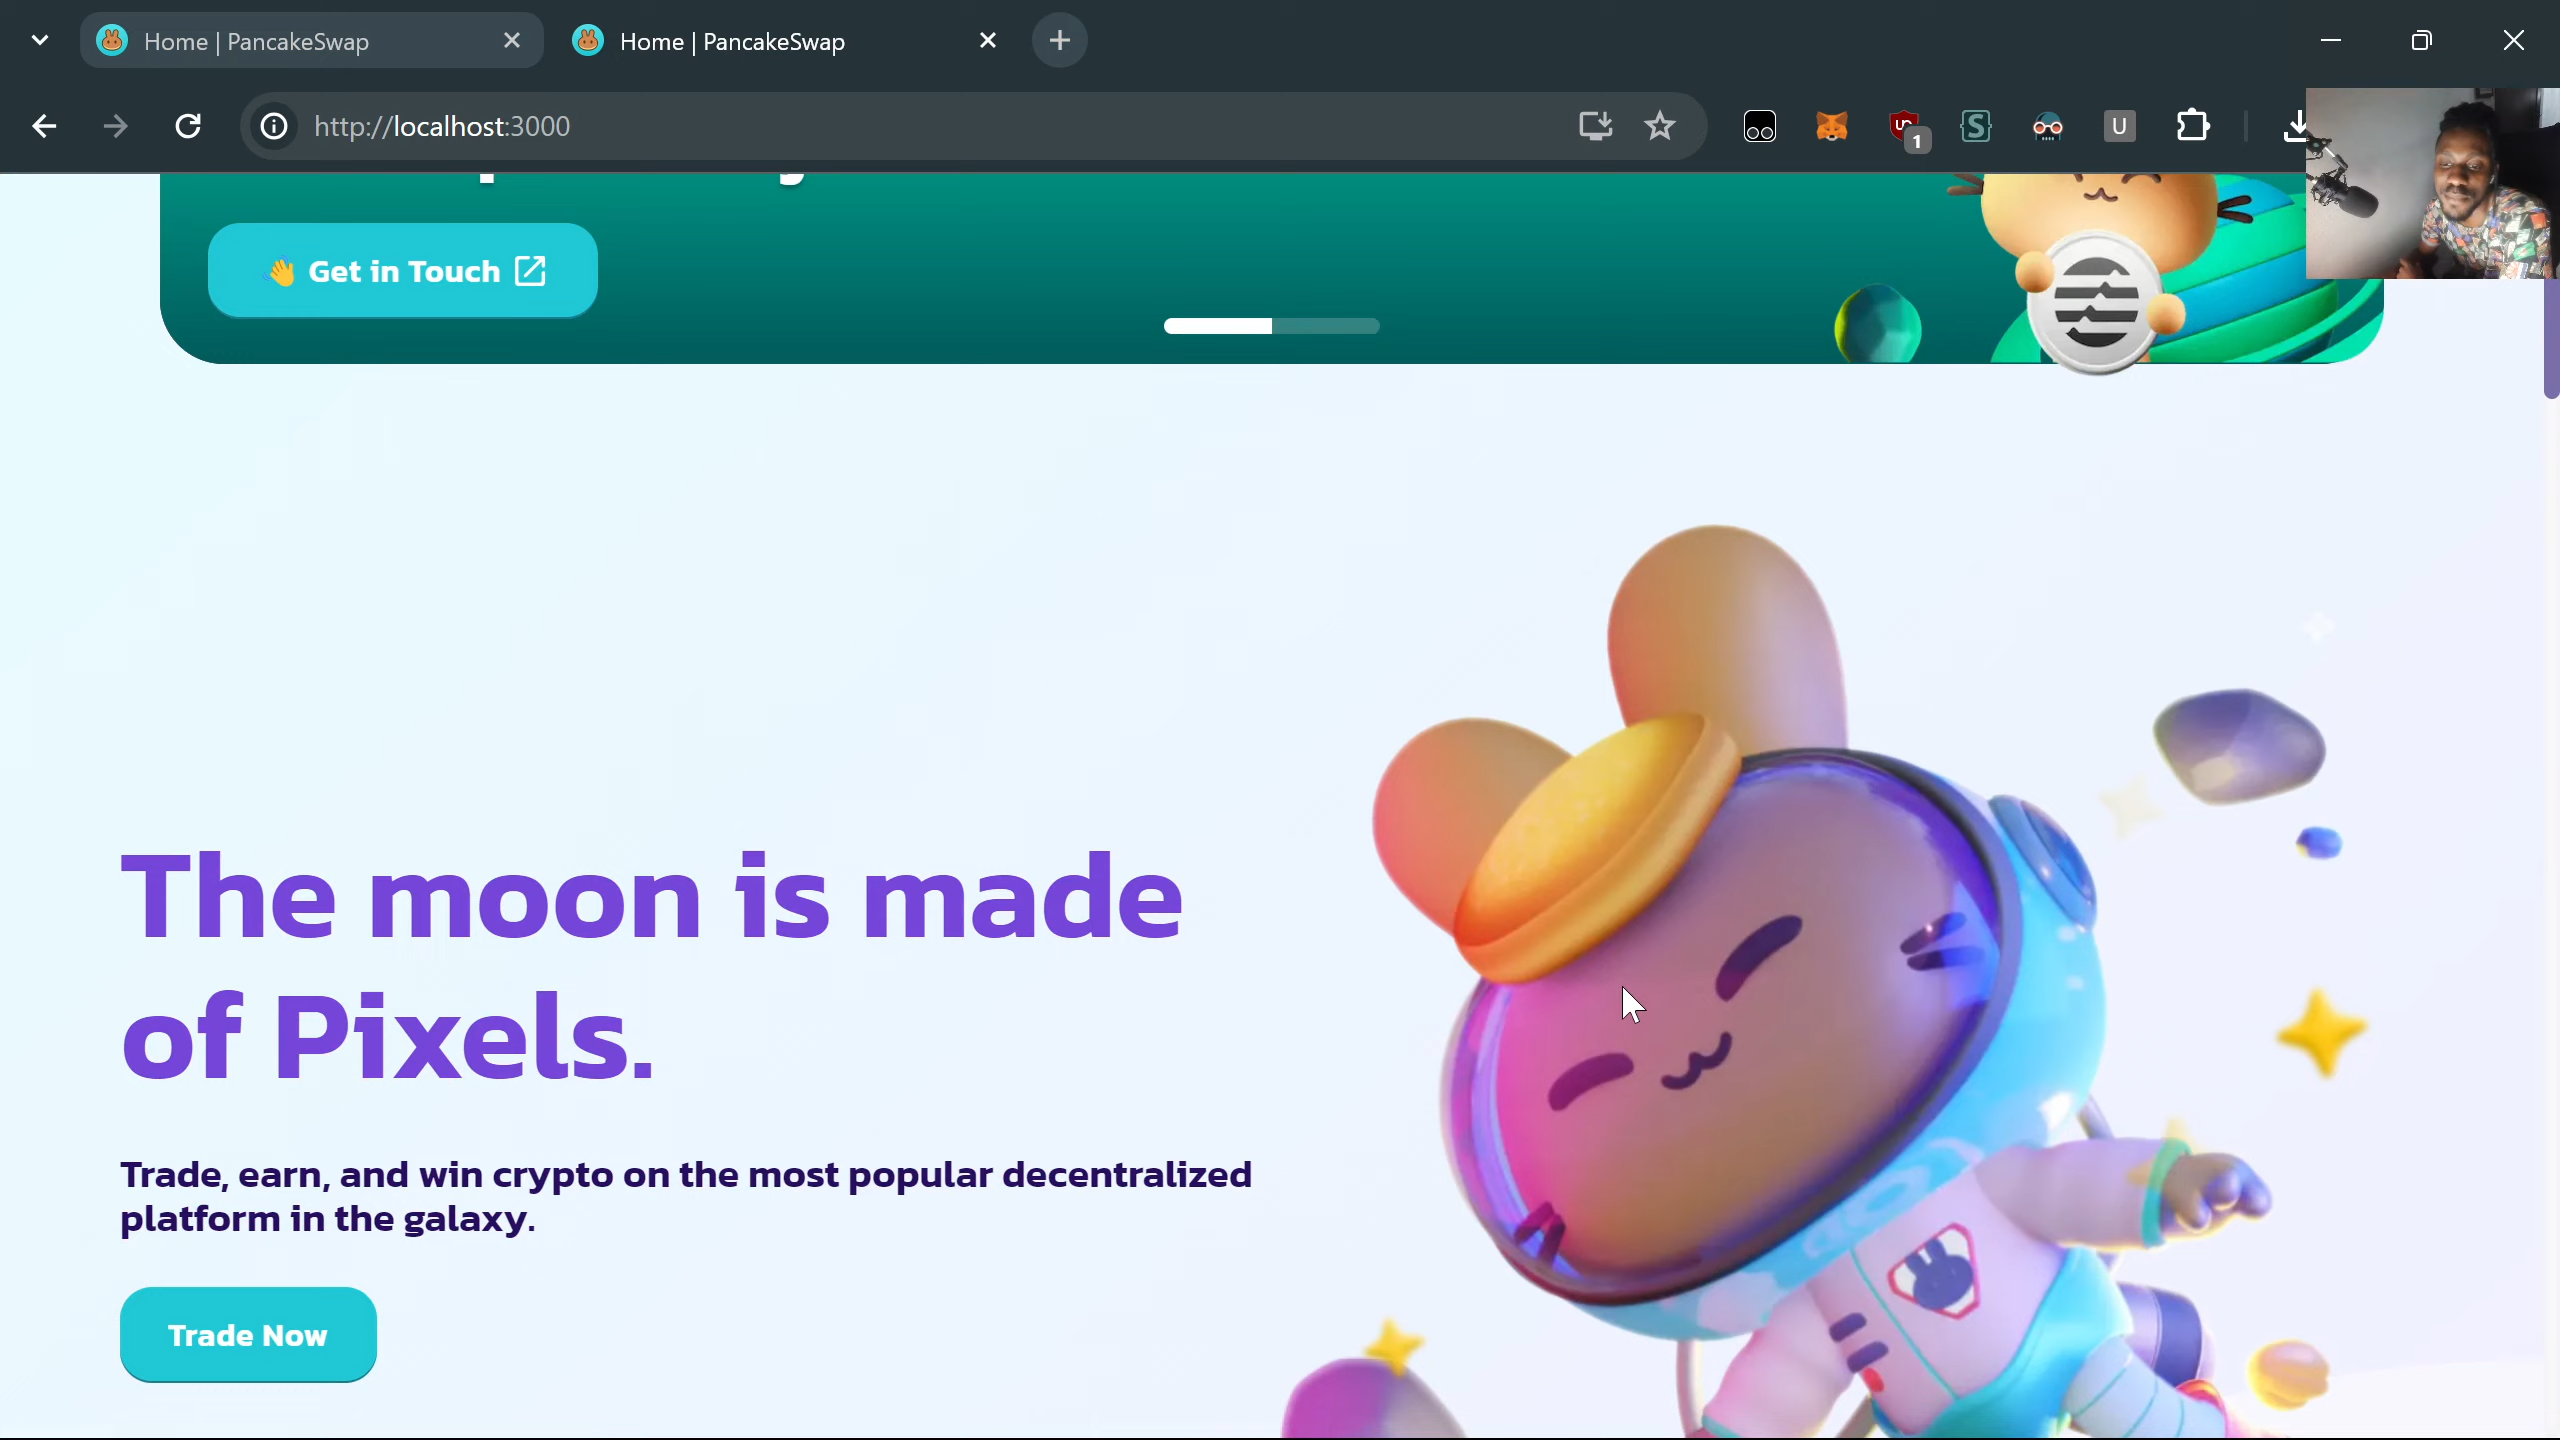 Home | PancakeSwap
Home | PancakeSwap
http://localhost:3000
1
U
👋 Get in Touch
The moon is made
of Pixels.
Trade, earn, and win crypto on the most popular decentralized
platform in the galaxy.
Trade Now